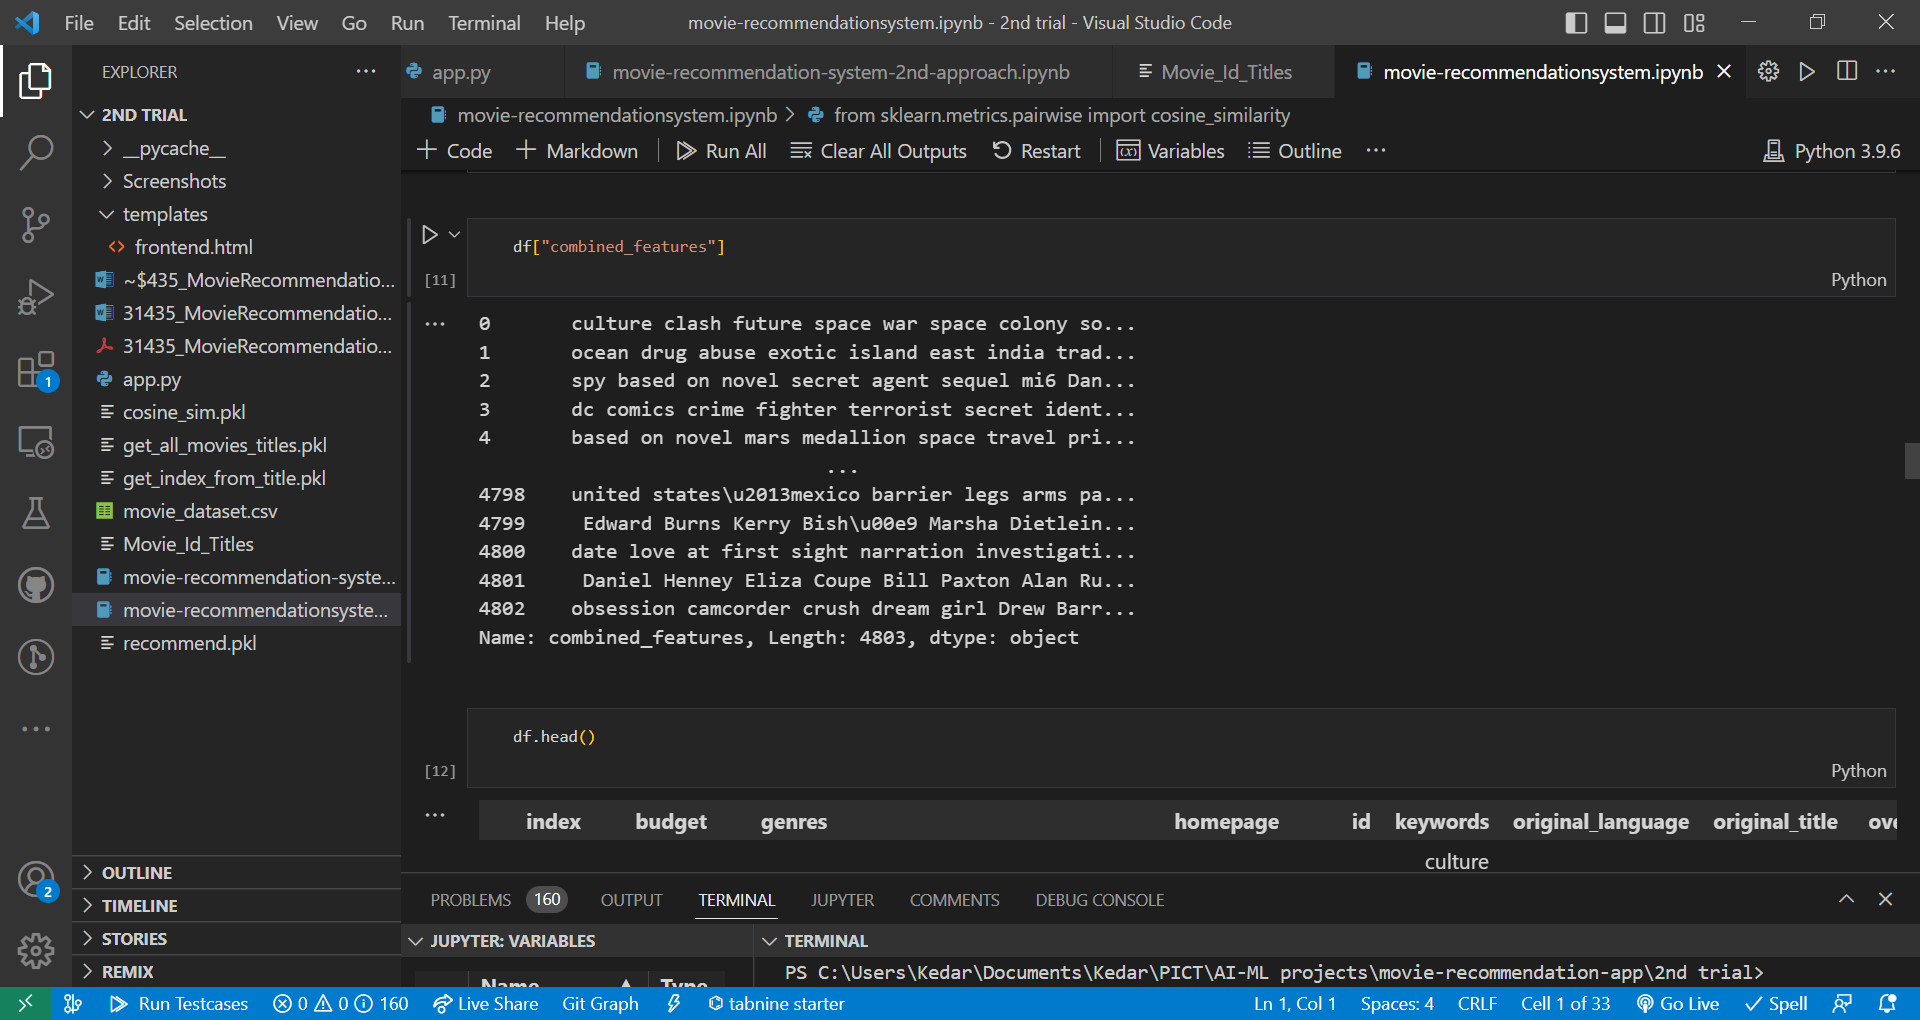 File Edit Selection View Go Run Terminal Help movie-recommendationsystem.ipynb - 2nd trial - Visual Studio Code
EXPLORER
2ND TRIAL
__pycache__
Screenshots
templates
frontend.html
~$435_MovieRecommendatio...
31435_MovieRecommendatio...
31435_MovieRecommendatio...
app.py
cosine_sim.pkl
get_all_movies_titles.pkl
get_index_from_title.pkl
movie_dataset.csv
Movie_Id_Titles
movie-recommendation-syste...
movie-recommendationsyste...
recommend.pkl
OUTLINE
TIMELINE
STORIES
REMIX
1
2
app.py movie-recommendation-system-2nd-approach.ipynb Movie_Id_Titles movie-recommendationsystem.ipynb
movie-recommendationsystem.ipynb > from sklearn.metrics.pairwise import cosine_similarity
+ Code + Markdown Run All Clear All Outputs Restart Variables Outline ... Python 3.9.6
df["combined_features"]
[11] Python
0 culture clash future space war space colony so...
1 ocean drug abuse exotic island east india trad...
2 spy based on novel secret agent sequel mi6 Dan...
3 dc comics crime fighter terrorist secret ident...
4 based on novel mars medallion space travel pri...
...
4798 united states\u2013mexico barrier legs arms pa...
4799 Edward Burns Kerry Bish\u00e9 Marsha Dietlein...
4800 date love at first sight narration investigati...
4801 Daniel Henney Eliza Coupe Bill Paxton Alan Ru...
4802 obsession camcorder crush dream girl Drew Barr...
Name: combined_features, Length: 4803, dtype: object
df.head()
[12] Python
index budget genres homepage id keywords original_language original_title ove
culture
PROBLEMS 160 OUTPUT TERMINAL JUPYTER COMMENTS DEBUG CONSOLE
JUPYTER: VARIABLES TERMINAL
Name Type
PS C:\Users\Kedar\Documents\Kedar\PICT\AI-ML projects\movie-recommendation-app\2nd trial>
Run Testcases 0 0 160 Live Share Git Graph tabnine starter Ln 1, Col 1 Spaces: 4 CRLF Cell 1 of 33 Go Live Spell